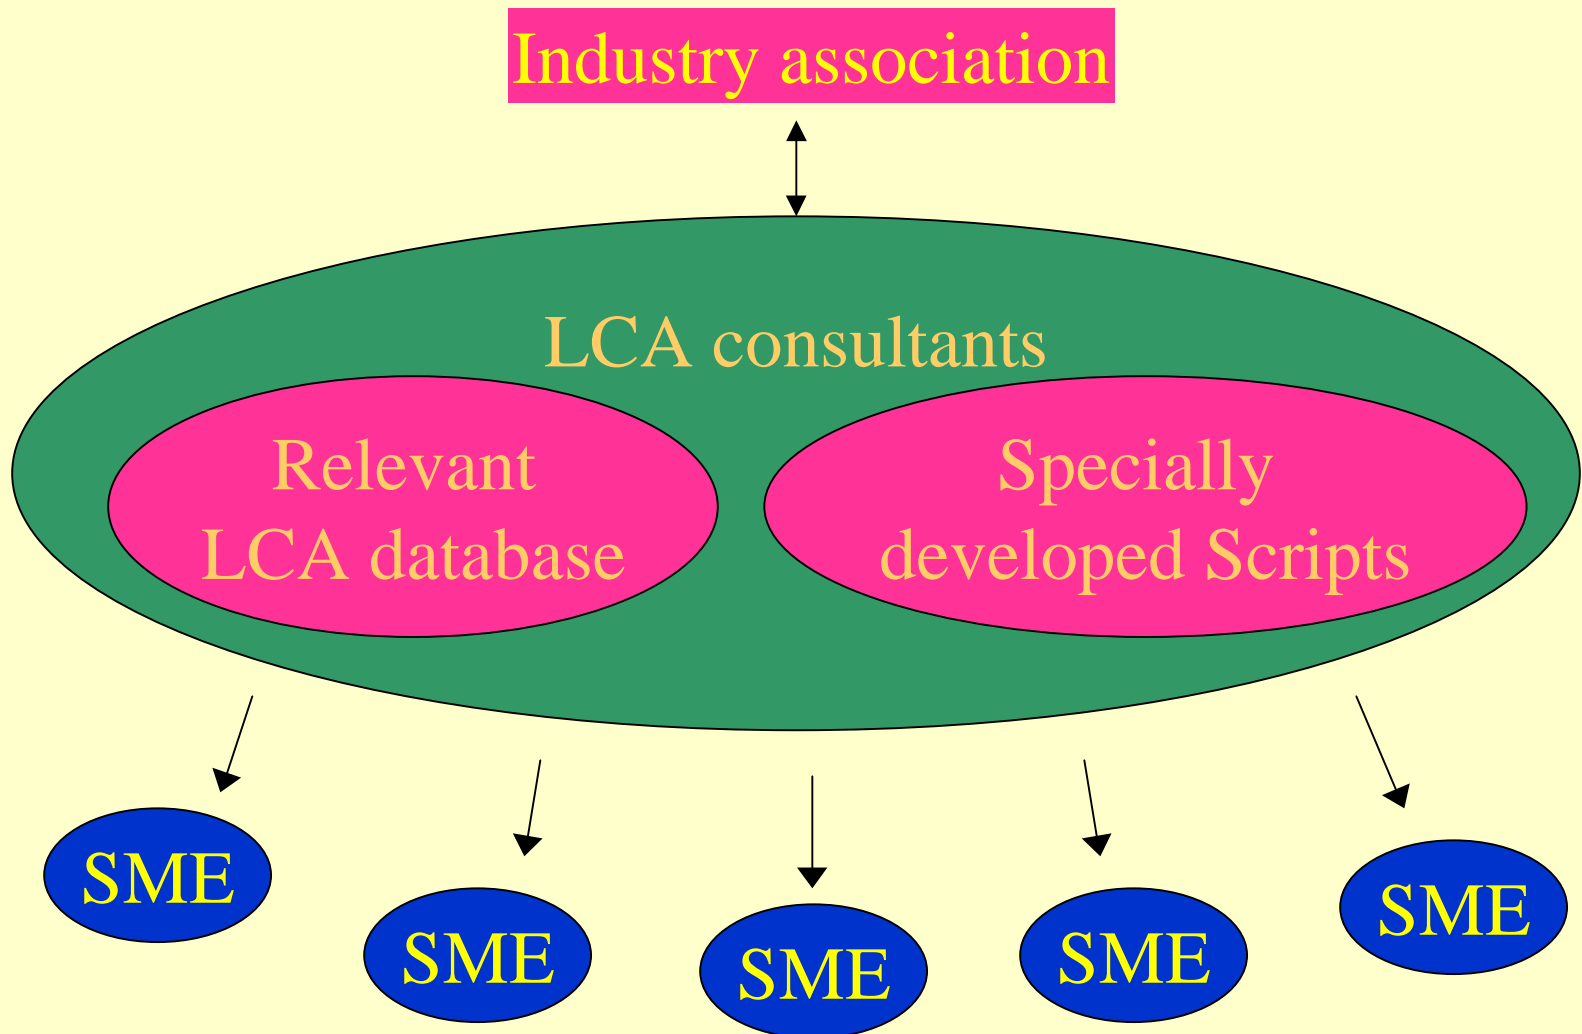 Industry association
LCA consultants
Relevant
LCA database
Specially
developed Scripts
SME
SME
SME
SME
SME